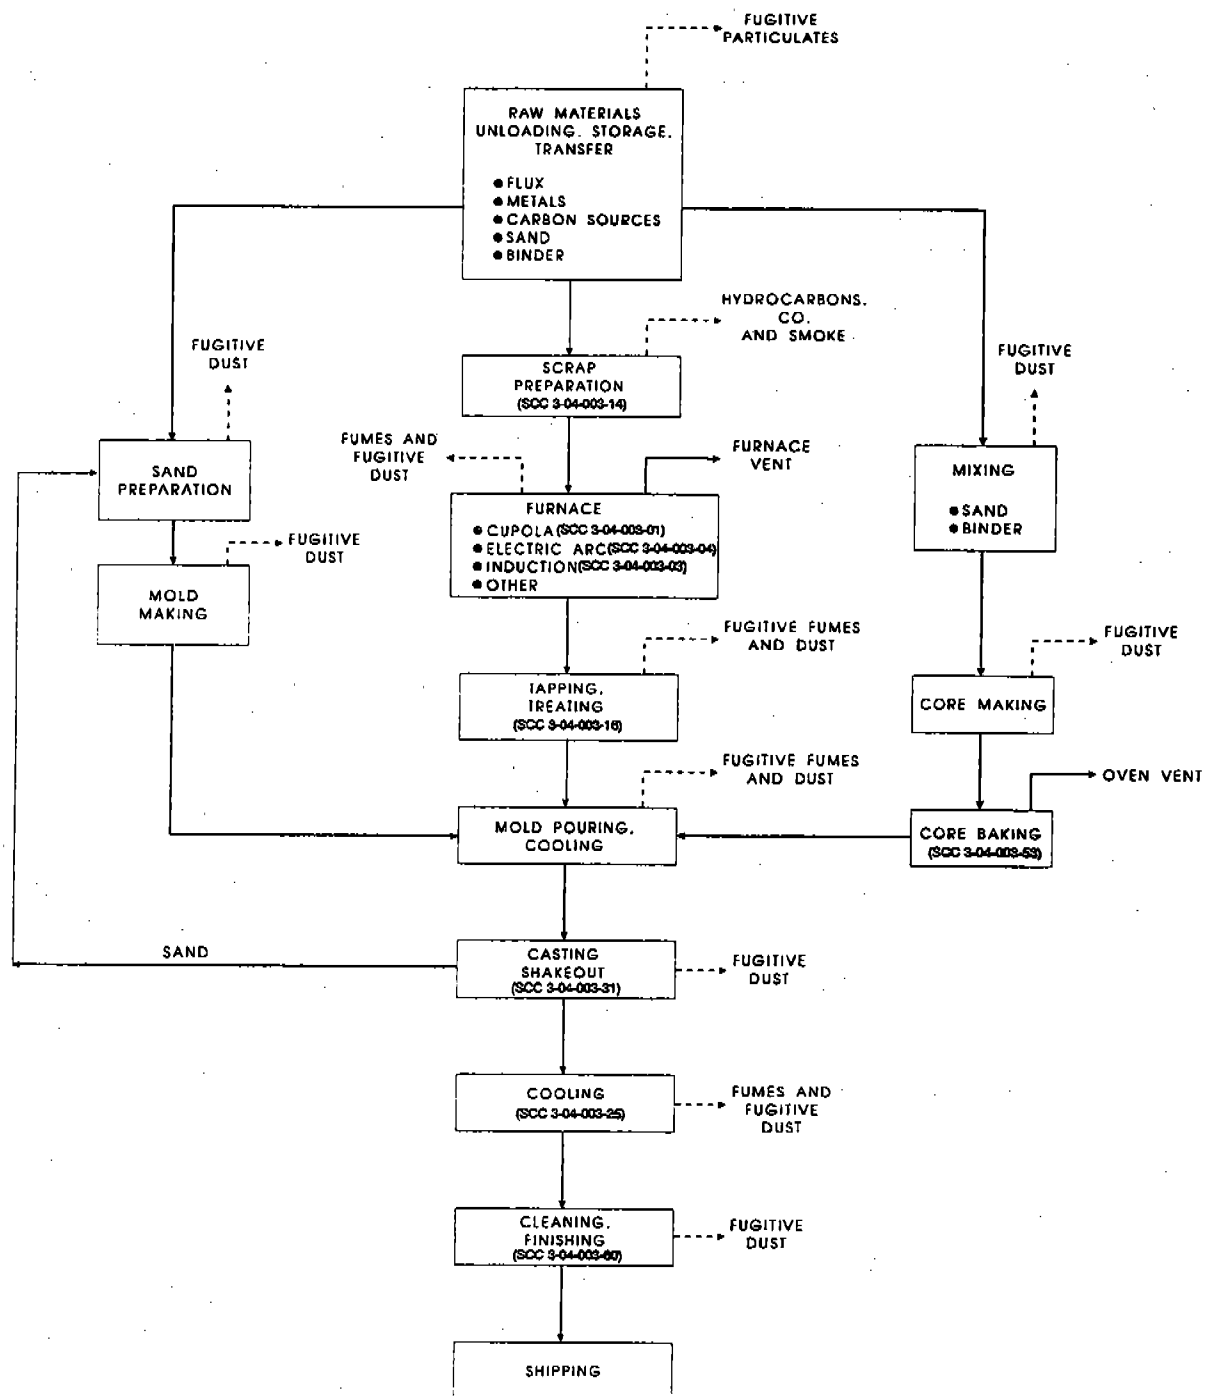 FUGITIVE
PARTICULATES
RAW MATERIALS
UNLOADING, STORAGE,
TRANSFER
● FLUX
● METALS
● CARBON SOURCES
● SAND
● BINDER
HYDROCARBONS,
CO,
AND SMOKE
FUGITIVE
DUST
FUGITIVE
DUST
SCRAP
PREPARATION
(SCC 3-04-003-14)
FUMES AND
FUGITIVE
DUST
FURNACE
VENT
SAND
PREPARATION
MIXING
● SAND
● BINDER
FURNACE
● CUPOLA (SCC 3-04-003-01)
● ELECTRIC ARC (SCC 3-04-003-04)
● INDUCTION (SCC 3-04-003-03)
● OTHER
FUGITIVE
DUST
MOLD
MAKING
FUGITIVE FUMES
AND DUST
FUGITIVE
DUST
TAPPING,
TREATING
(SCC 3-04-003-16)
CORE MAKING
FUGITIVE FUMES
AND DUST
OVEN VENT
MOLD POURING,
COOLING
CORE BAKING
(SCC 3-04-003-53)
SAND
CASTING
SHAKEOUT
(SCC 3-04-003-31)
FUGITIVE
DUST
COOLING
(SCC 3-04-003-25)
FUMES AND
FUGITIVE
DUST
CLEANING,
FINISHING
(SCC 3-04-003-60)
FUGITIVE
DUST
SHIPPING